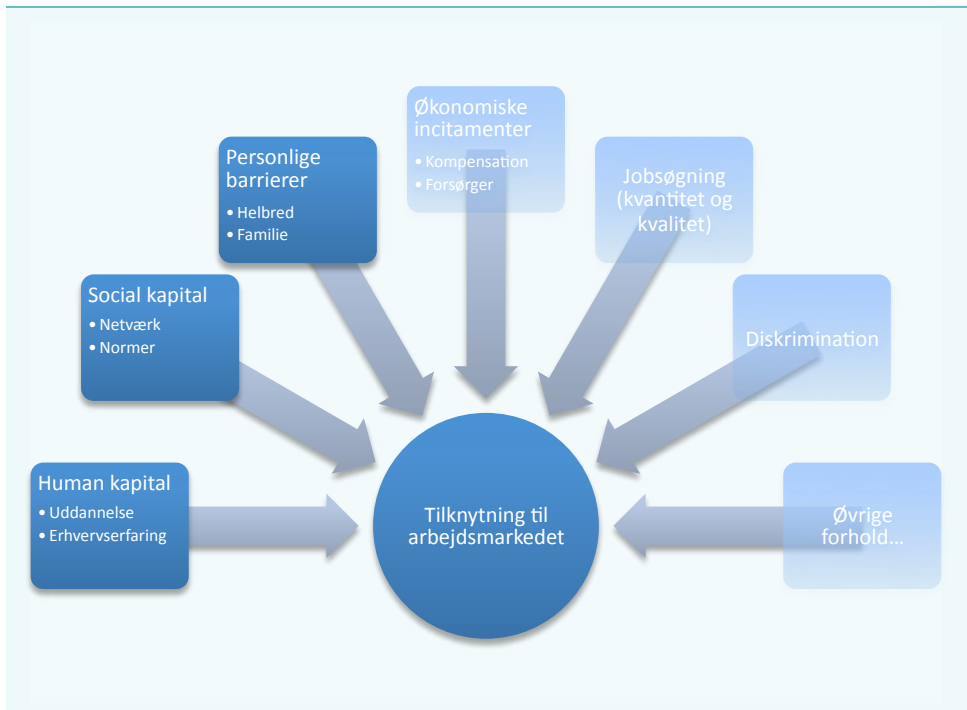 Human kapital
• Uddannelse
• Erhvervserfaring
Social kapital
• Netværk
• Normer
Personlige
barrierer
• Helbred
• Familie
Økonomiske
incitamenter
• Kompensation
• Forsørger
Jobsøgning
(kvantitet og
kvalitet)
Diskrimination
Øvrige
forhold...
Tilknytning til
arbejdsmarkedet